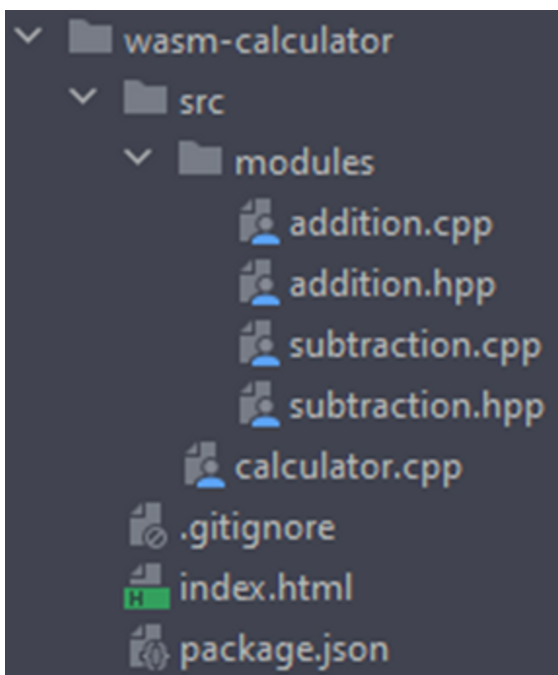 wasm-calculator
src
modules
addition.cpp
addition.hpp
subtraction.cpp
subtraction.hpp
calculator.cpp
.gitignore
H index.html
package.json